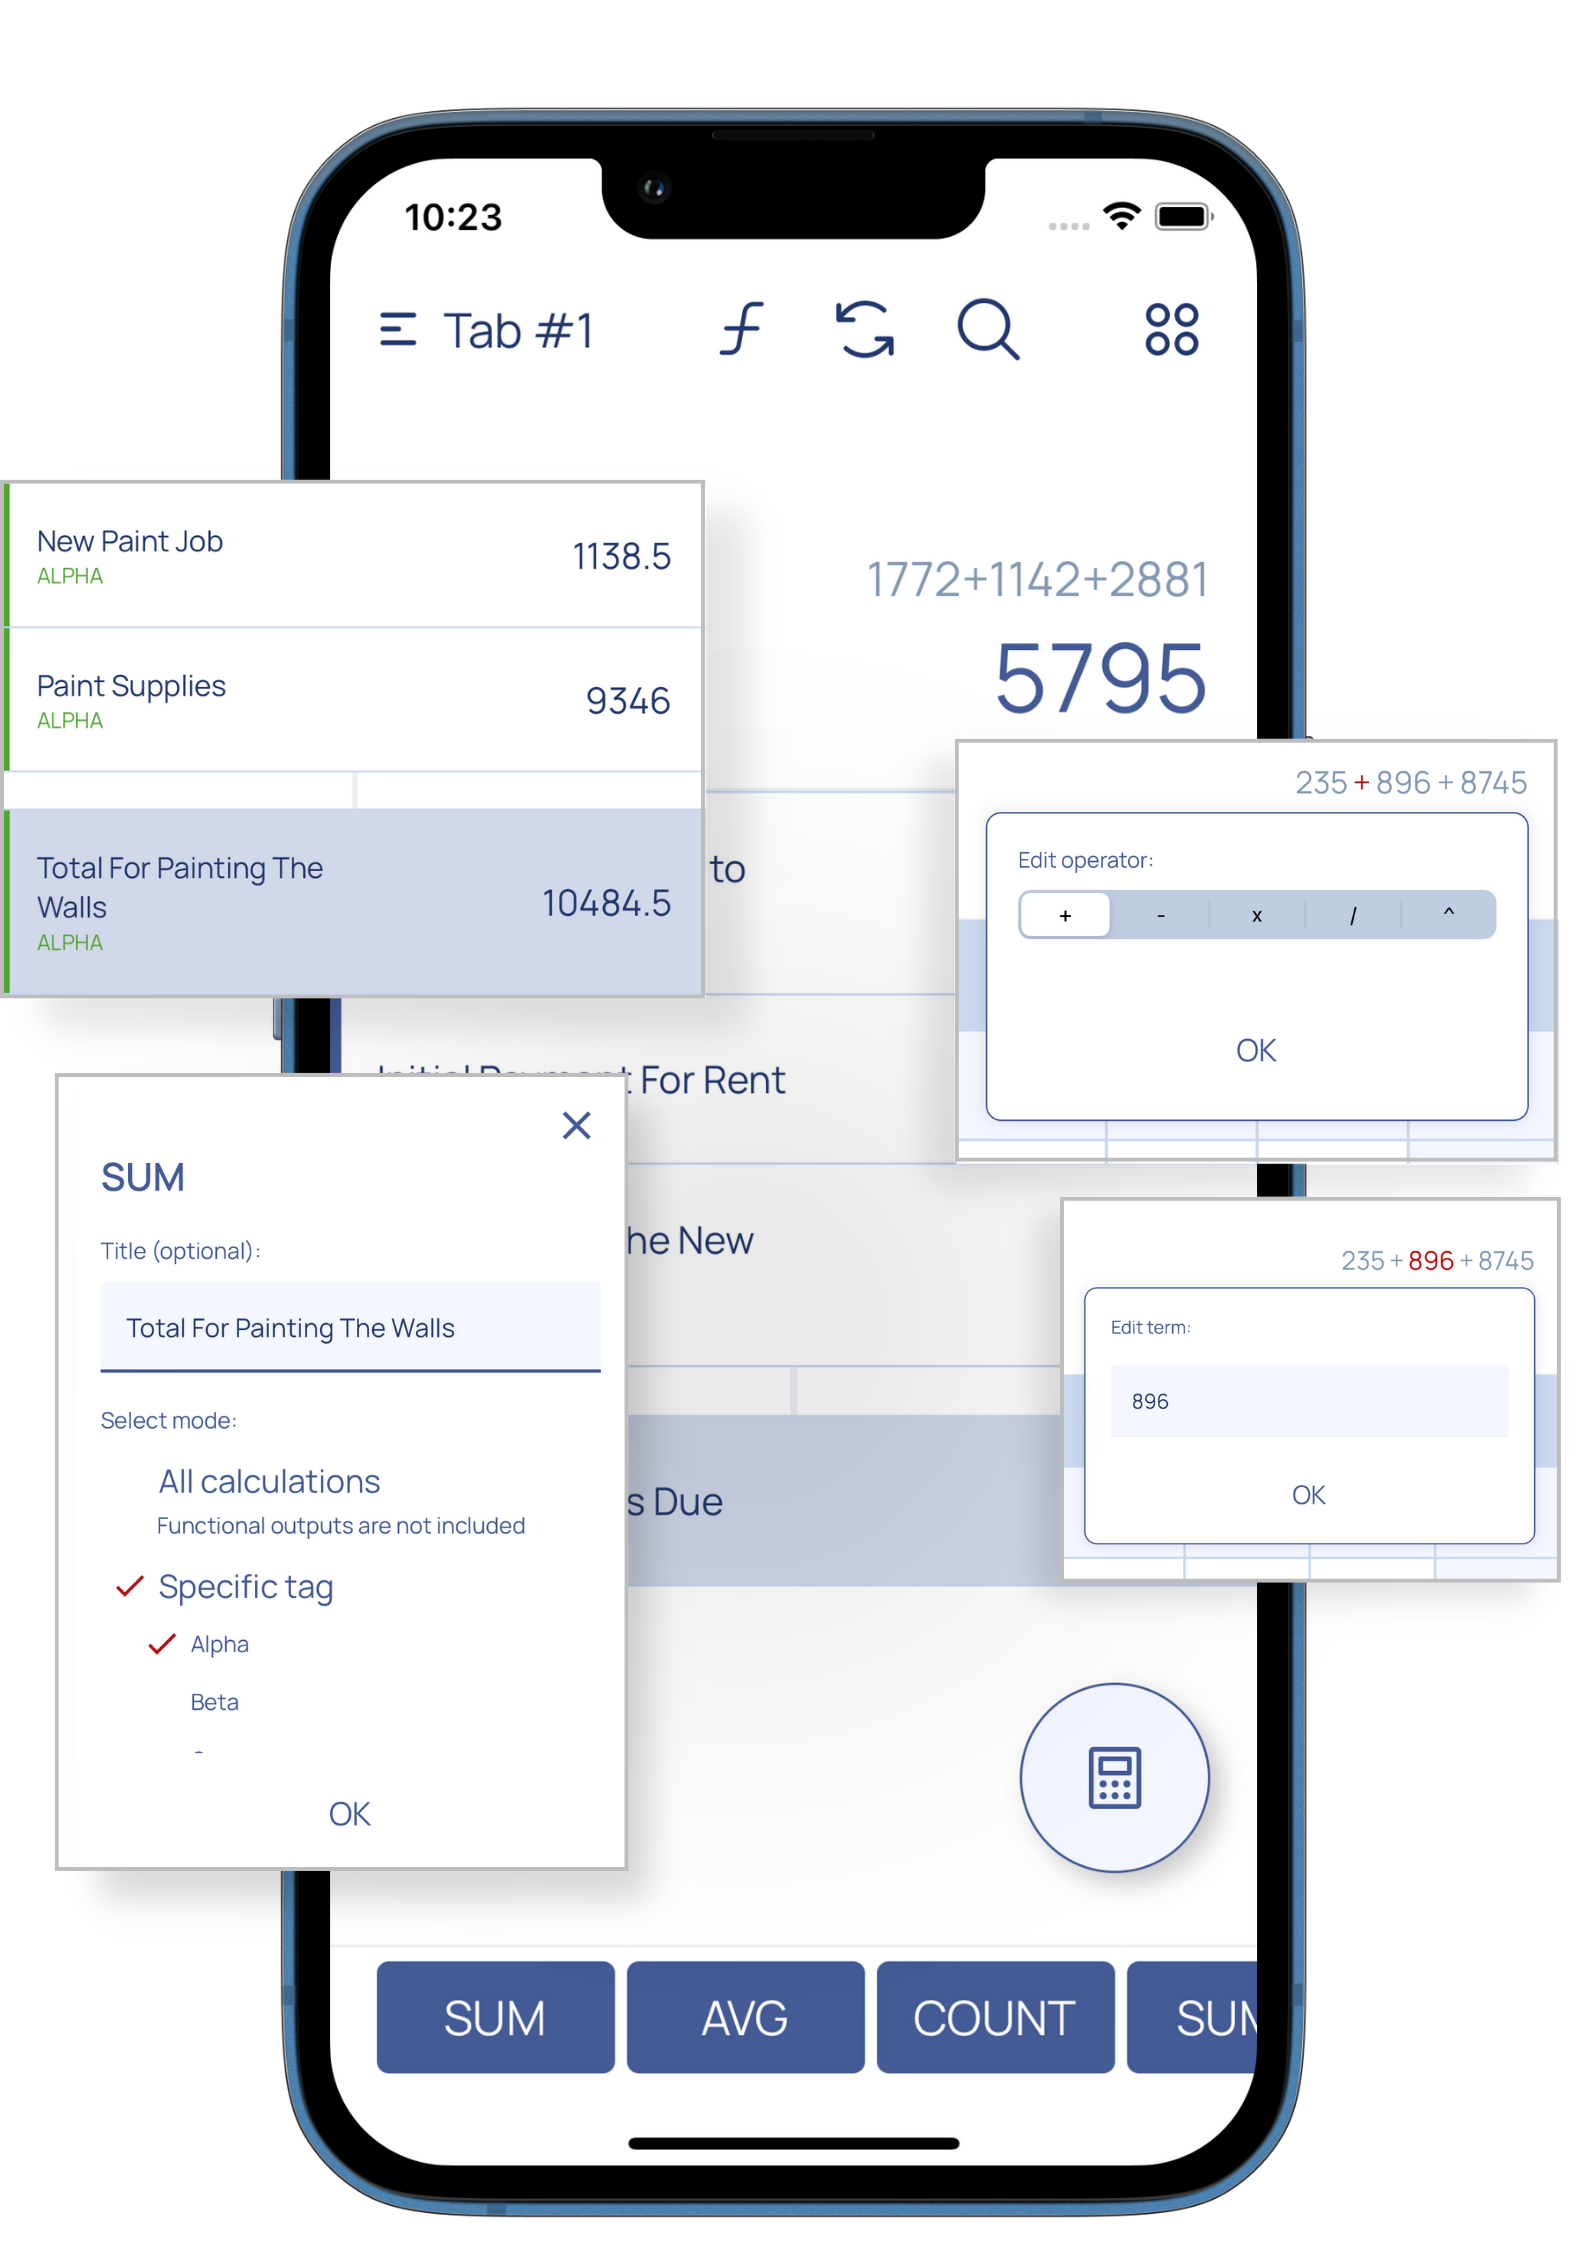 10:23
Tab #1
New Paint Job
ALPHA
1138.5
Paint Supplies
ALPHA
9346
Total For Painting The
Walls
ALPHA
10484.5
1772+1142+2881
5795
to
For Rent
he New
s Due
235 + 896 + 8745
Edit operator:
+ - x / ^
OK
235 + 896 + 8745
Edit term:
896
OK
SUM
Title (optional):
Total For Painting The Walls
Select mode:
All calculations
Functional outputs are not included
Specific tag
Alpha
Beta
OK
SUM AVG COUNT SUM